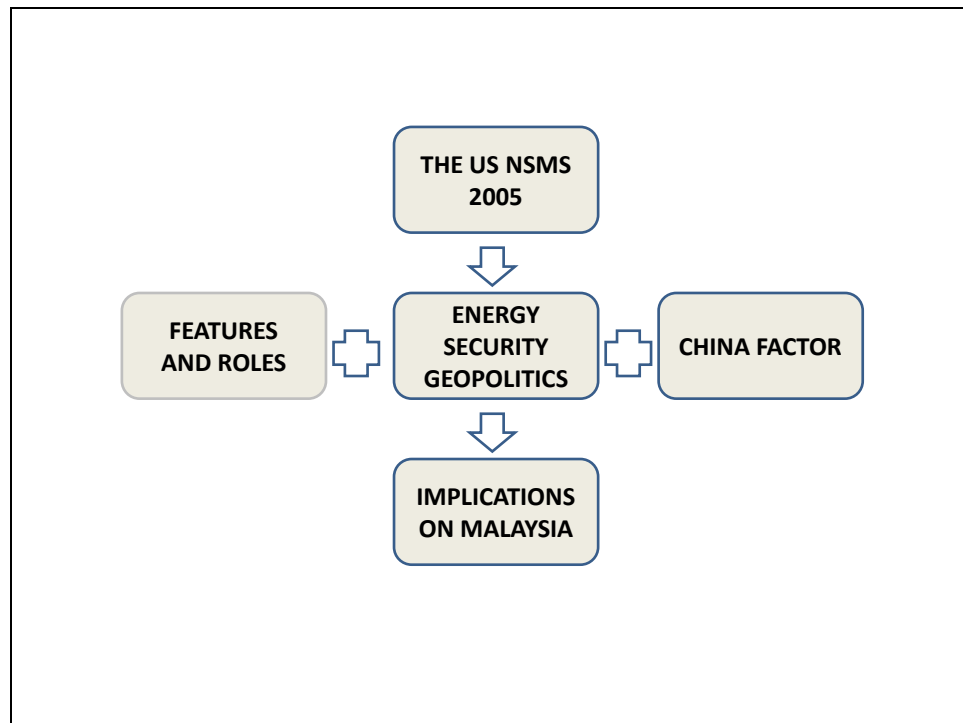 THE US NSMS
2005
FEATURES
AND ROLES
ENERGY
SECURITY
GEOPOLITICS
CHINA FACTOR
IMPLICATIONS
ON MALAYSIA